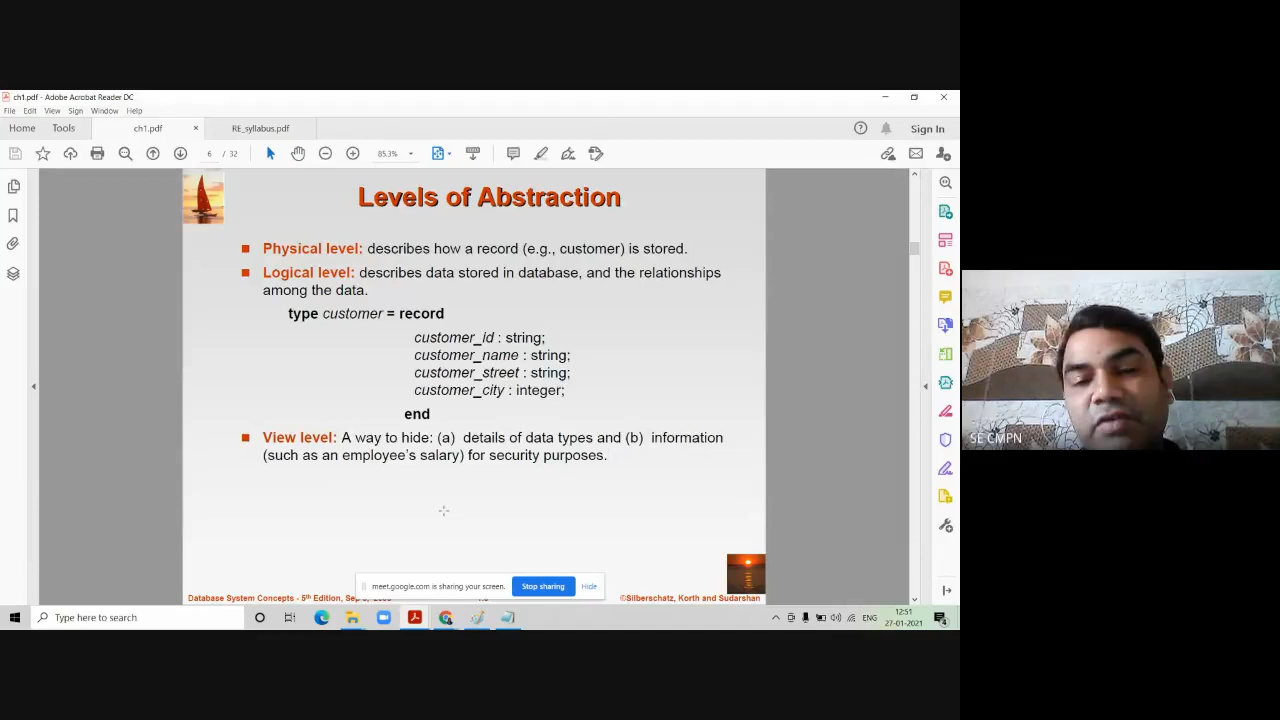 ch1.pdf - Adobe Acrobat Reader DC
File Edit View Sign Window Help
Home Tools ch1.pdf × RE_syllabus.pdf Sign In
6 / 32 85.3%
Levels of Abstraction
Physical level: describes how a record (e.g., customer) is stored.
Logical level: describes data stored in database, and the relationships
among the data.
type customer = record
customer_id : string;
customer_name : string;
customer_street : string;
customer_city : integer;
end
View level: A way to hide: (a) details of data types and (b) information
(such as an employee's salary) for security purposes.
SE CMPN
meet.google.com is sharing your screen. Stop sharing Hide
Database System Concepts - 5th Edition, ©Silberschatz, Korth and Sudarshan
Type here to search ENG 12:51
27-01-2021